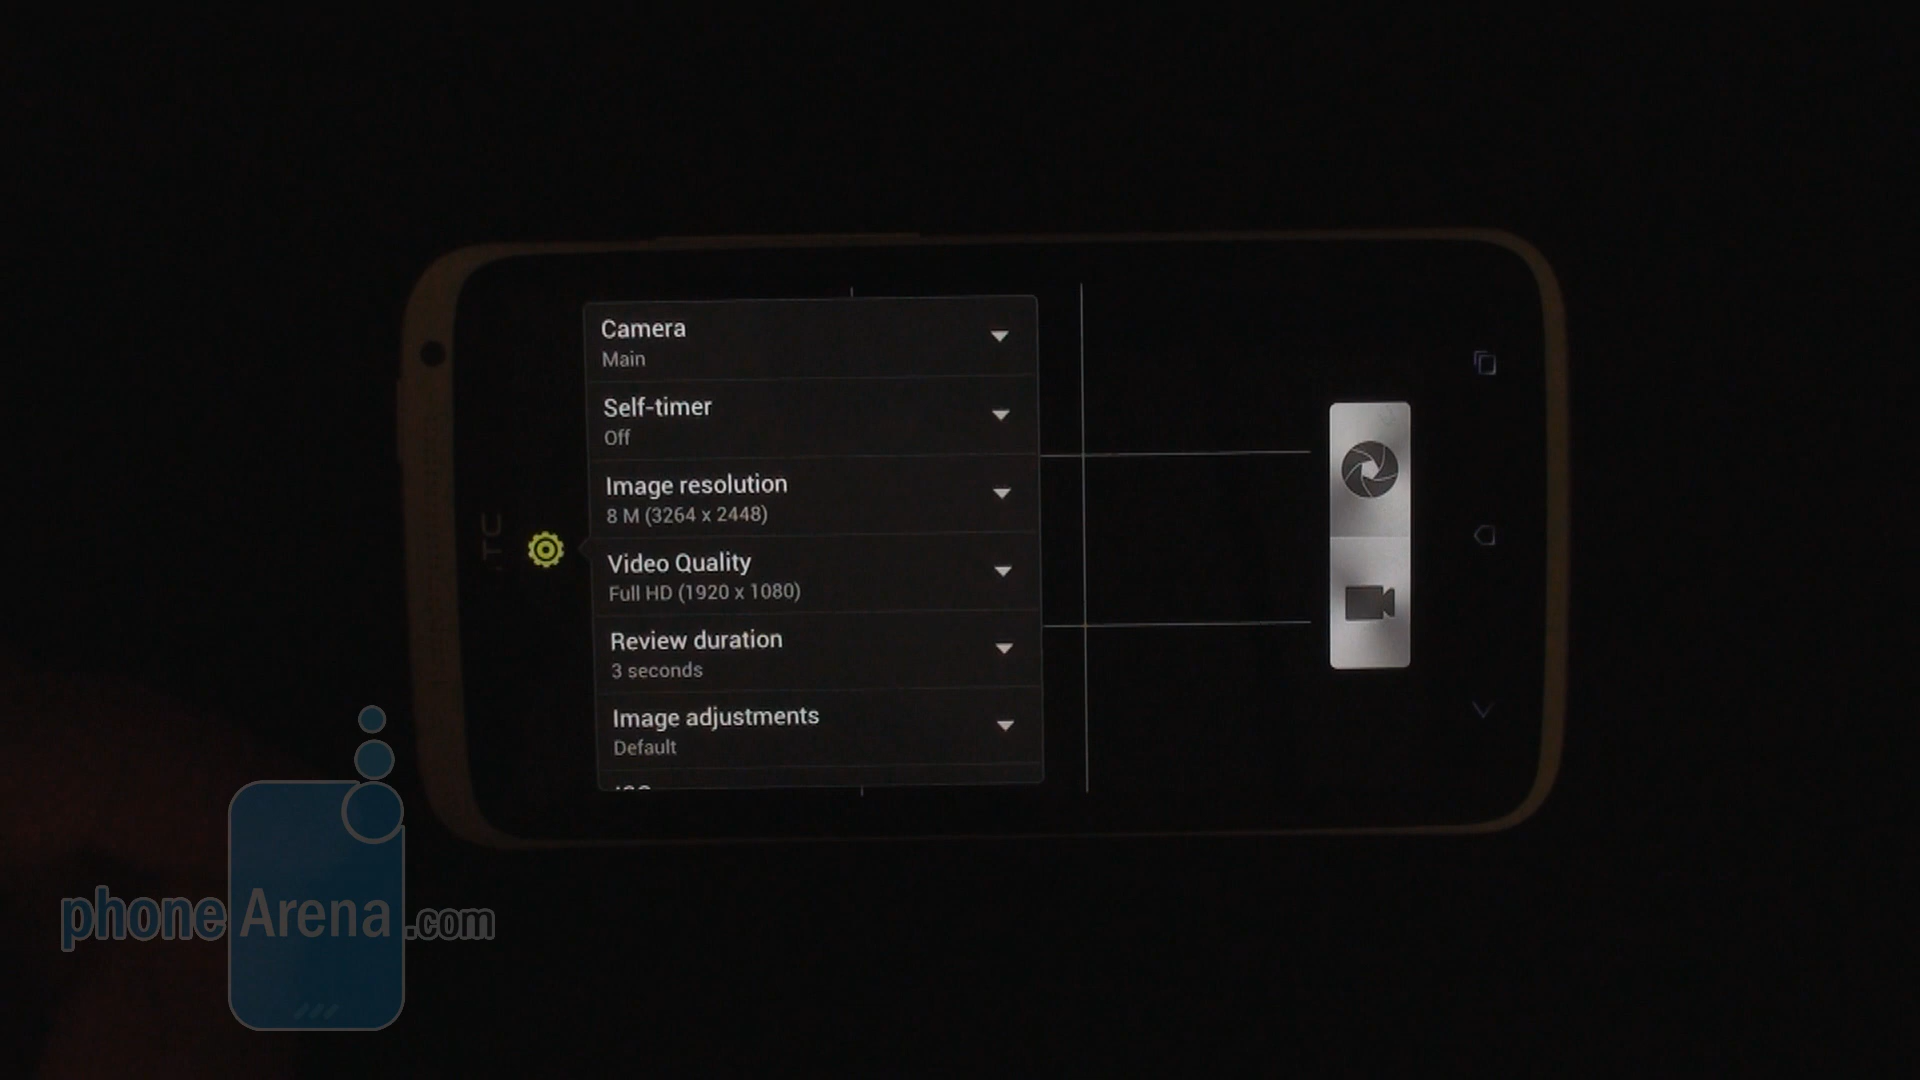 Camera
Main
Self-timer
Off
Image resolution
8 M (3264 x 2448)
Video Quality
Full HD (1920 x 1080)
Review duration
3 seconds
Image adjustments
Default
phoneArena.com